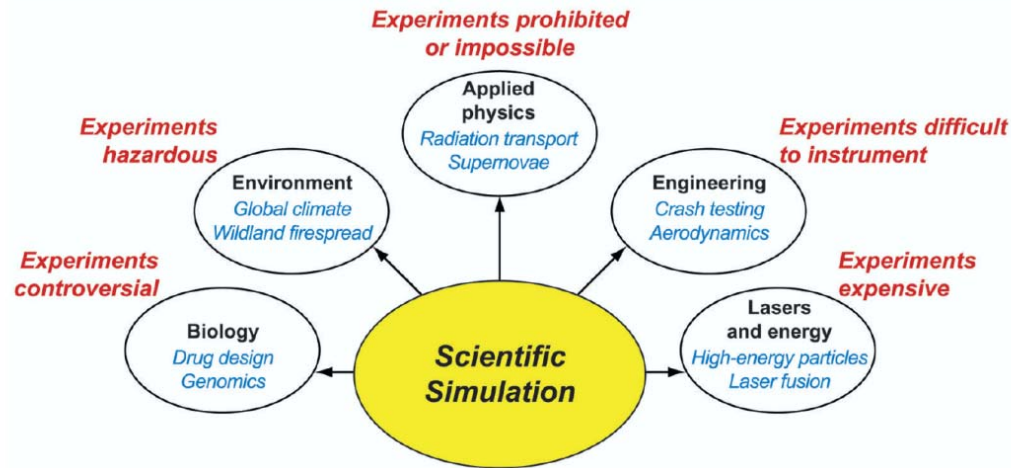 Experiments prohibited
or impossible
Applied
physics
Radiation transport
Supernovae
Experiments
hazardous
Environment
Global climate
Wildland firespread
Experiments difficult
to instrument
Engineering
Crash testing
Aerodynamics
Experiments
controversial
Biology
Drug design
Genomics
Experiments
expensive
Lasers
and energy
High-energy particles
Laser fusion
Scientific
Simulation